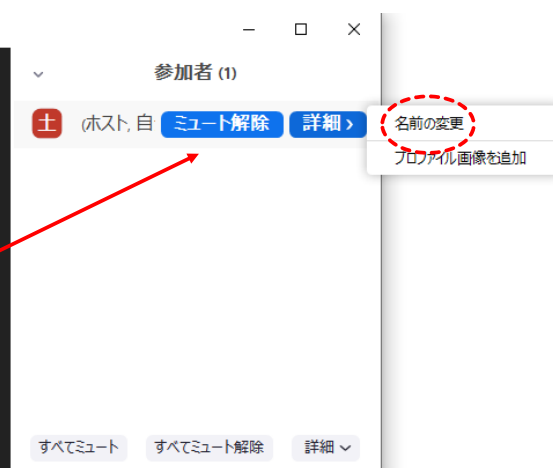 参加者 (1)
土 (ホスト, 自 ミュート解除 詳細 >
名前の変更
プロファイル画像を追加
すべてミュート すべてミュート解除 詳細